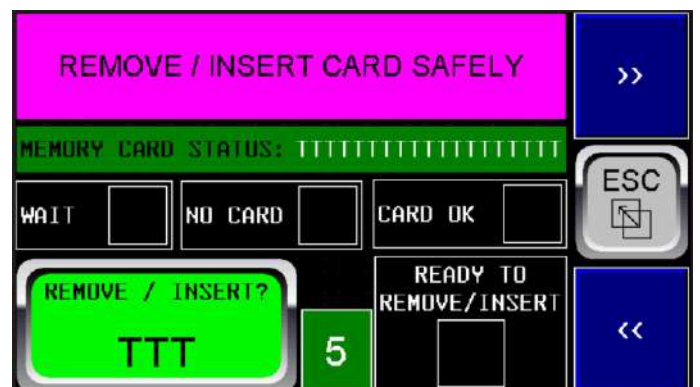 REMOVE / INSERT CARD SAFELY
>>
MEMORY CARD STATUS: TTTTTTTTTTTTTTTTTTTT
ESC
WAIT
NO CARD
CARD OK
REMOVE / INSERT?
TTT
5
READY TO
REMOVE/INSERT
<<